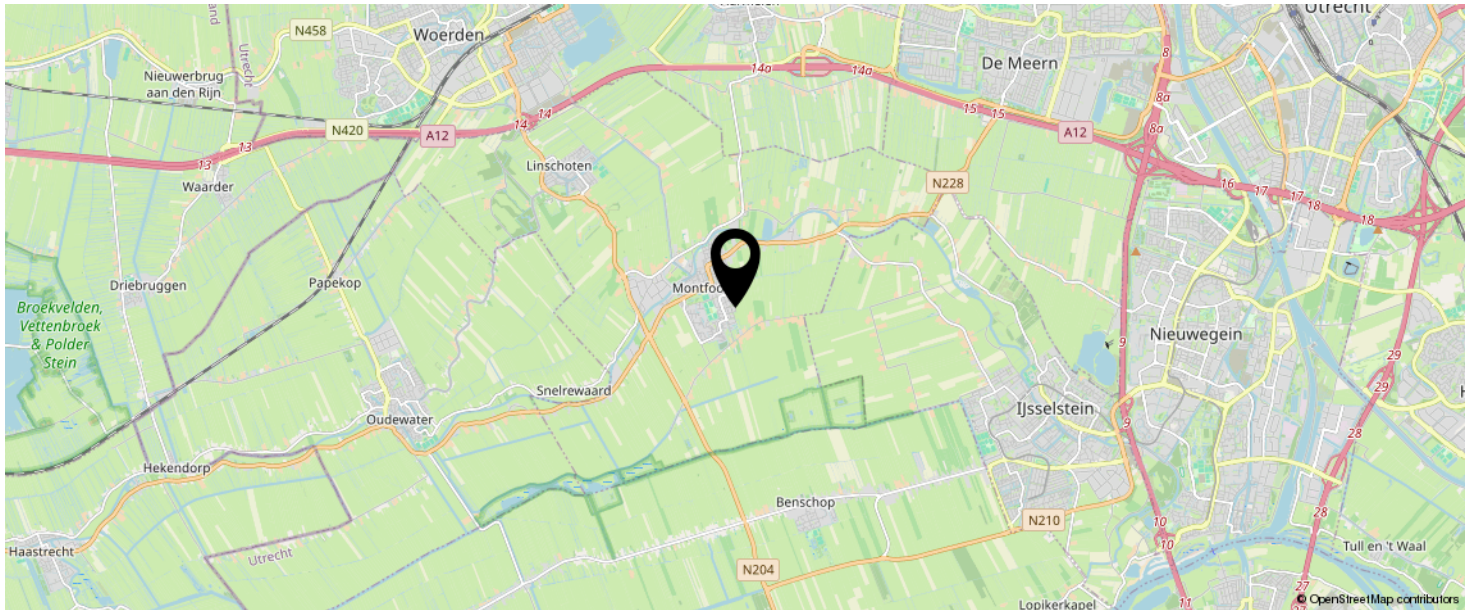 Utrecht
N458
Woerden
De Meern
Nieuwerbrug
aan den Rijn
Utrecht
14a
14a
8
8a
8a
15
15
14
14
N420
A12
A12
13
13
Linschoten
Waarder
N228
16
17
17
18
18
Driebruggen
Papekop
Broekvelden,
Vettenbroek
& Polder
Stein
Montfoo
Nieuwegein
9
29
29
Snelrewaard
Oudewater
IJsselstein
9
28
Hekendorp
Benschop
N210
10
10
28
Haastrecht
Utrecht
N204
Tull en 't Waal
27
27
11
Lopikerkapel
© OpenStreetMap contributors